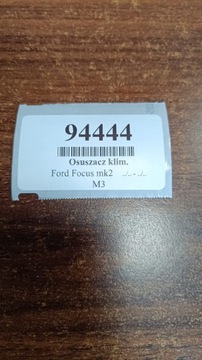 94444
Osuszacz klim.
Ford Focus mk2 ../.. - ../..
M3